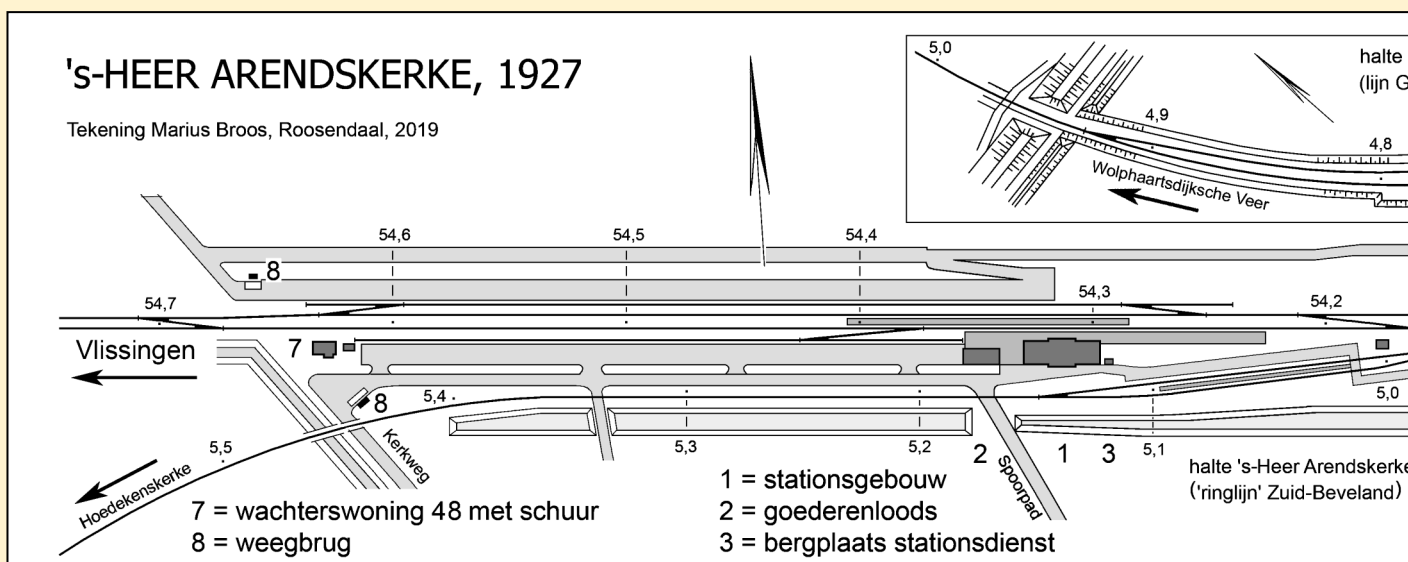 's-HEER ARENDSKERKE, 1927
Tekening Marius Broos, Roosendaal, 2019
5,0
halte
(lijn G
4,9
4,8
Wolphaartsdijksche Veer
54,6
54,5
54,4
8
54,7
54,3
54,2
Vlissingen
7
8
5,4
5,0
5,5
Kerkweg
5,3
5,2
2
Spoorpad
1
3
5,1
Hoedekenskerke
halte 's-Heer Arendskerke
('ringlijn' Zuid-Beveland)
7 = wachterswoning 48 met schuur
8 = weegbrug
1 = stationsgebouw
2 = goederenloods
3 = bergplaats stationsdienst